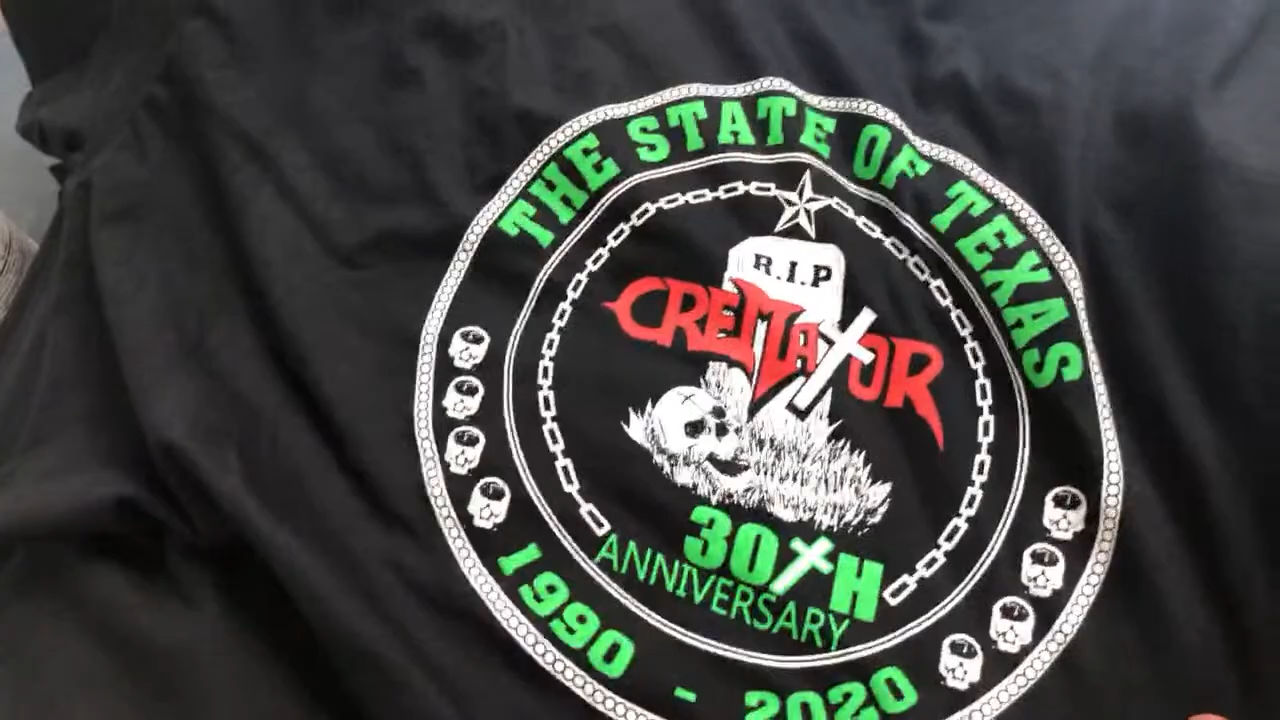 THE STATE OF TEXAS
R.I.P
CREMATOR
30TH
ANNIVERSARY
1990 - 2020